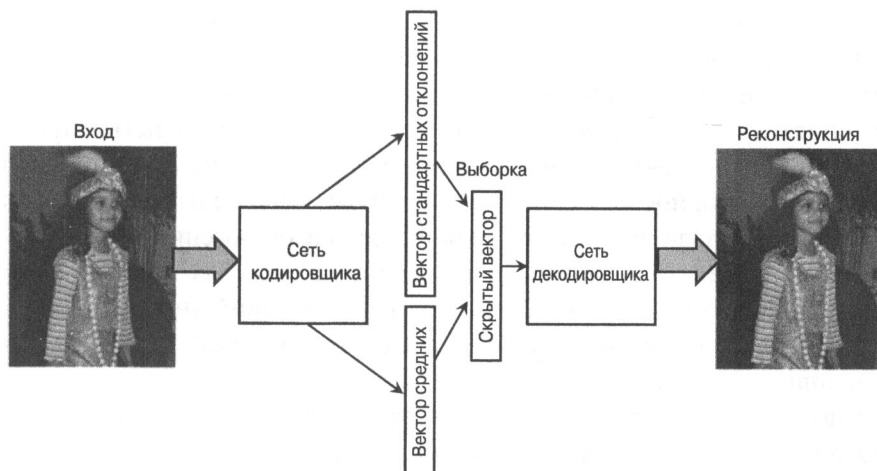 Вход
Сеть
кодировщика
Вектор стандартных отклонений
Вектор средних
Выборка
Скрытый вектор
Сеть
декодировщика
Реконструкция